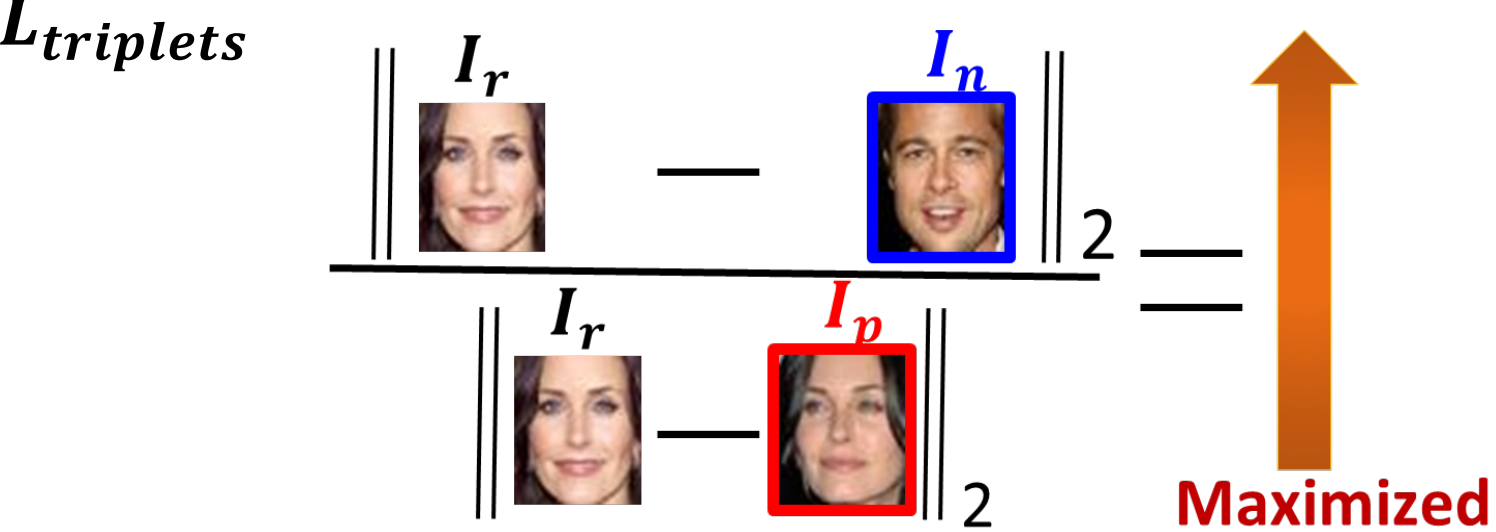 L_triplets
I_r
I_n
‖ — ‖ 2 =
I_r
I_p
‖ — ‖ 2
Maximized